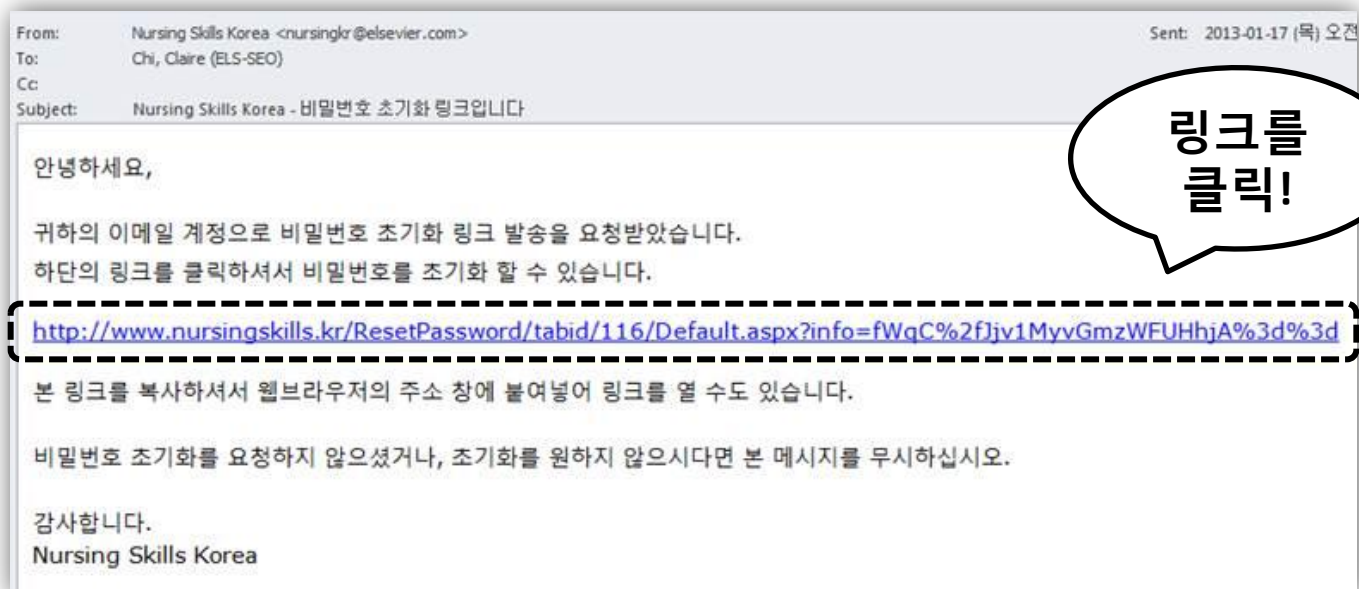 From: Nursing Skills Korea <nursingkr@elsevier.com> Sent: 2013-01-17 (목) 오전
To: Chi, Claire (ELS-SEO)
Cc:
Subject: Nursing Skills Korea - 비밀번호 초기화 링크입니다
링크를
클릭!
안녕하세요,
귀하의 이메일 계정으로 비밀번호 초기화 링크 발송을 요청받았습니다.
하단의 링크를 클릭하셔서 비밀번호를 초기화 할 수 있습니다.
http://www.nursingskills.kr/ResetPassword/tabid/116/Default.aspx?info=fWqC%2fJjv1MyvGmzWFUHhjA%3d%3d
본 링크를 복사하셔서 웹브라우저의 주소 창에 붙여넣어 링크를 열 수도 있습니다.
비밀번호 초기화를 요청하지 않으셨거나, 초기화를 원하지 않으시다면 본 메시지를 무시하십시오.
감사합니다.
Nursing Skills Korea